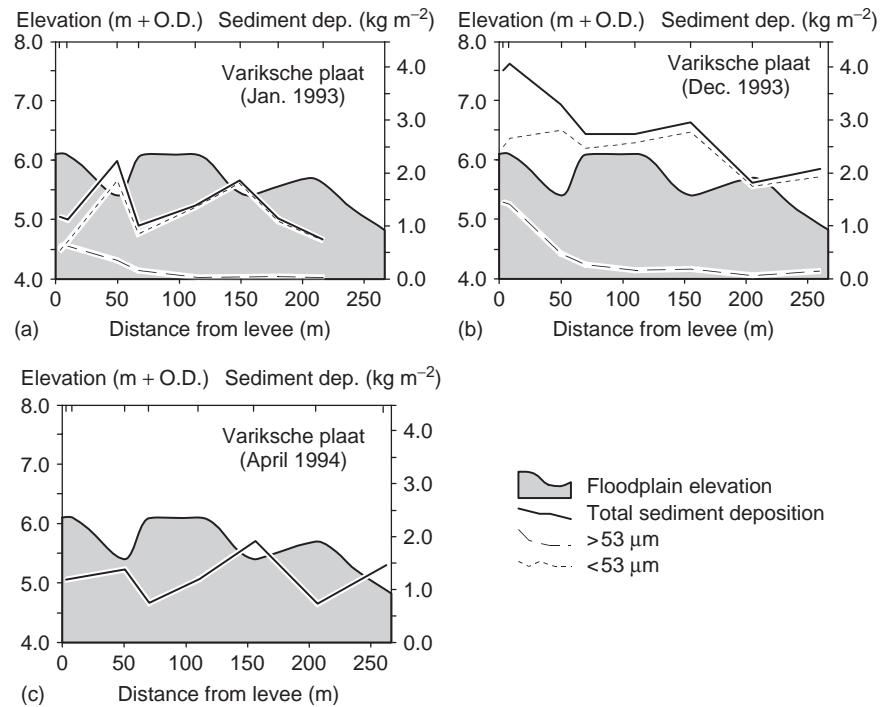 Elevation (m + O.D.) Sediment dep. (kg m⁻²)
8.0
7.0
6.0
5.0
4.0
4.0
3.0
2.0
1.0
0.0
Variksche plaat
(Jan. 1993)
0 50 100 150 200 250
(a) Distance from levee (m)
Elevation (m + O.D.) Sediment dep. (kg m⁻²)
8.0
7.0
6.0
5.0
4.0
4.0
3.0
2.0
1.0
0.0
Variksche plaat
(Dec. 1993)
0 50 100 150 200 250
(b) Distance from levee (m)
Elevation (m + O.D.) Sediment dep. (kg m⁻²)
8.0
7.0
6.0
5.0
4.0
4.0
3.0
2.0
1.0
0.0
Variksche plaat
(April 1994)
0 50 100 150 200 250
(c) Distance from levee (m)
Floodplain elevation
Total sediment deposition
>53 μm
<53 μm